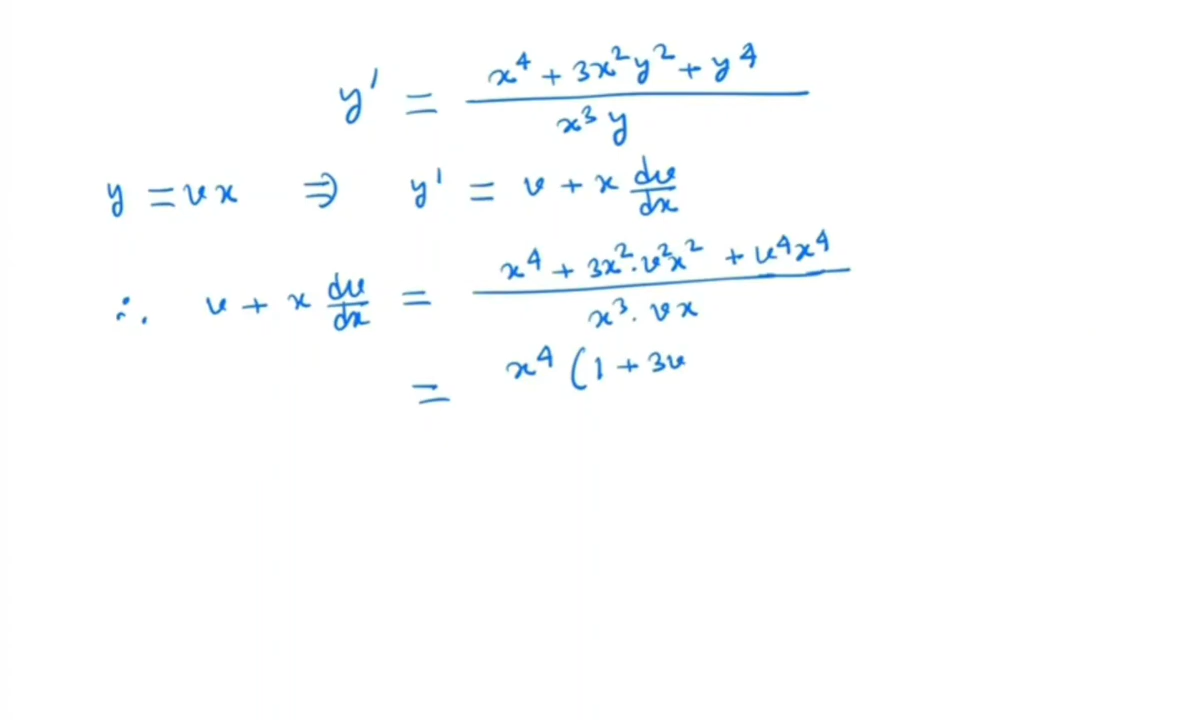 y' = (x⁴ + 3x²y² + y⁴) / (x³y)
y = vx ⇒ y' = v + x dv/dx
∴ v + x dv/dx = (x⁴ + 3x²·v²x² + v⁴x⁴) / (x³·vx)
= x⁴ (1 + 3v